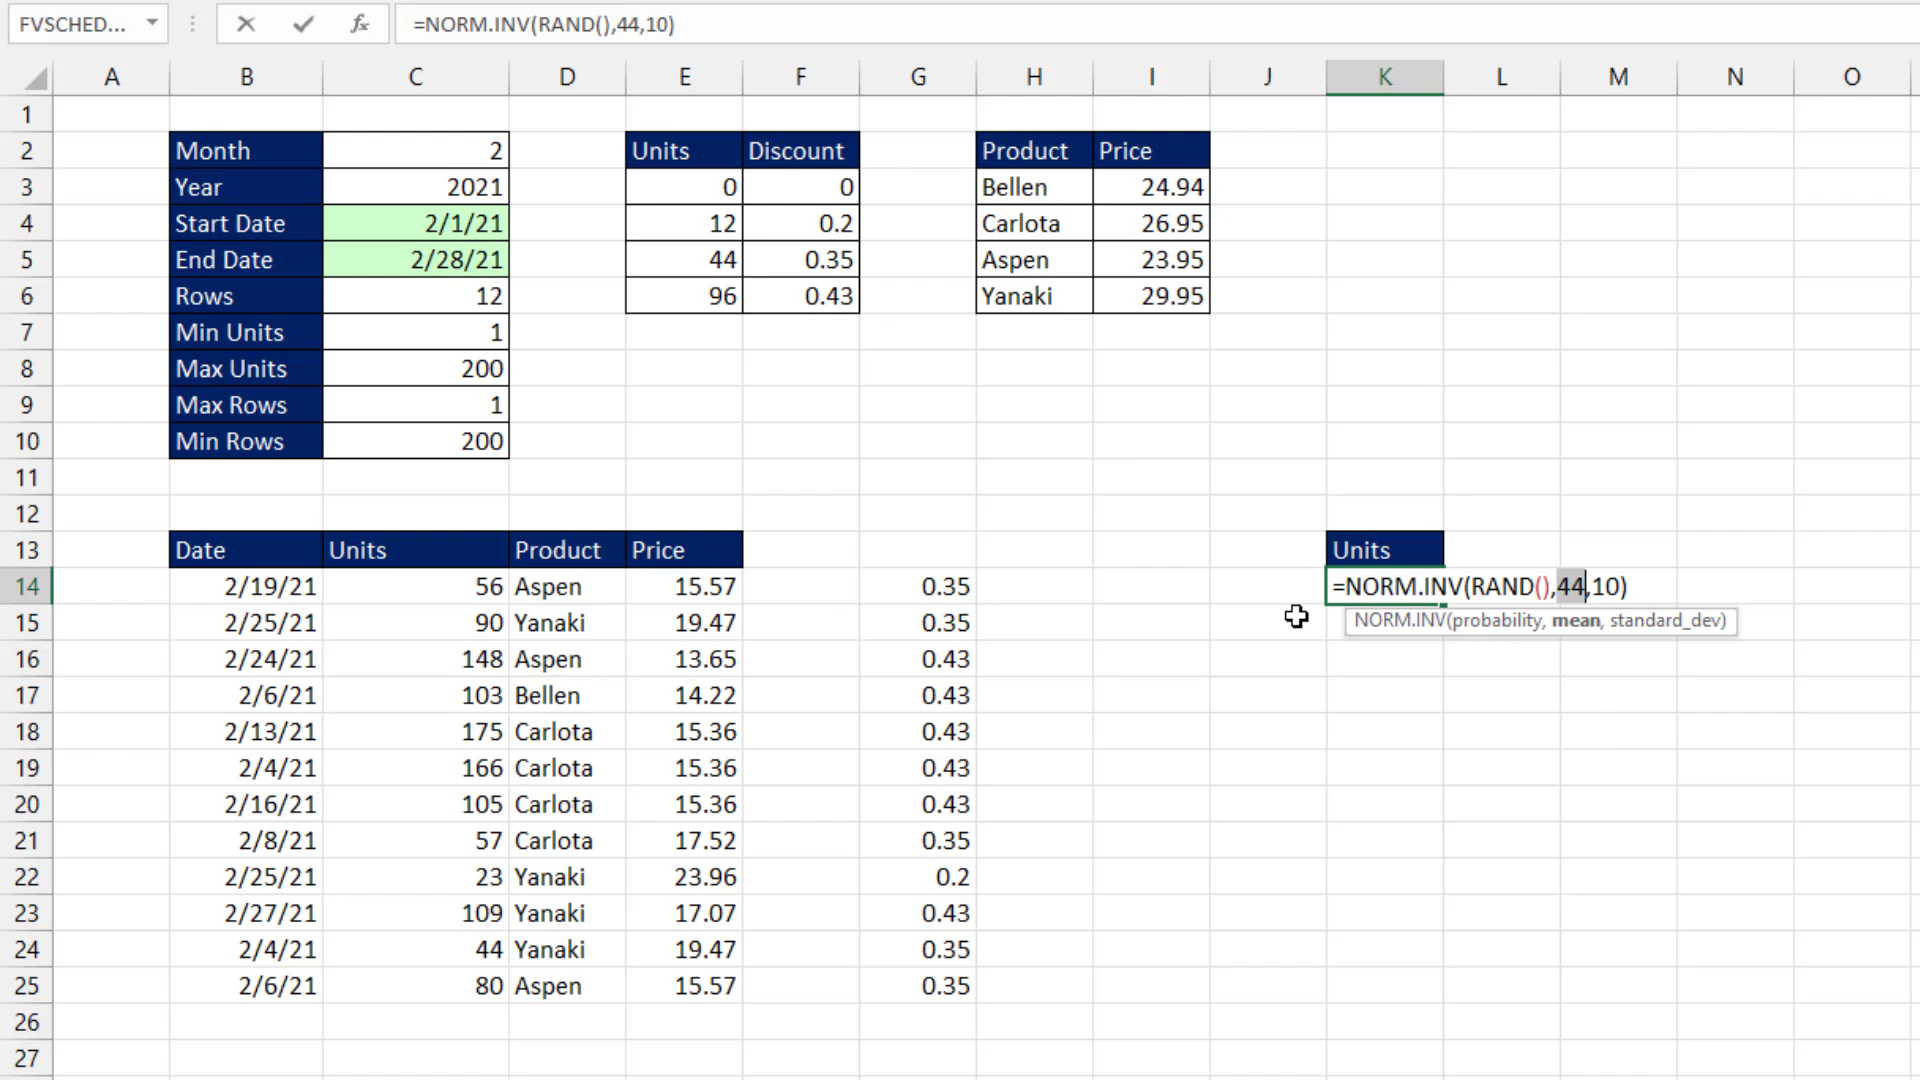 FVSCHED... =NORM.INV(RAND(),44,10)
A B C D E F G H I J K L M N O
1
2 Month 2 Units Discount Product Price
3 Year 2021 0 0 Bellen 24.94
4 Start Date 2/1/21 12 0.2 Carlota 26.95
5 End Date 2/28/21 44 0.35 Aspen 23.95
6 Rows 12 96 0.43 Yanaki 29.95
7 Min Units 1
8 Max Units 200
9 Max Rows 1
10 Min Rows 200
11
12
13 Date Units Product Price Units
14 2/19/21 56 Aspen 15.57 0.35 =NORM.INV(RAND(),44,10)
15 2/25/21 90 Yanaki 19.47 0.35 NORM.INV(probability, mean, standard_dev)
16 2/24/21 148 Aspen 13.65 0.43
17 2/6/21 103 Bellen 14.22 0.43
18 2/13/21 175 Carlota 15.36 0.43
19 2/4/21 166 Carlota 15.36 0.43
20 2/16/21 105 Carlota 15.36 0.43
21 2/8/21 57 Carlota 17.52 0.35
22 2/25/21 23 Yanaki 23.96 0.2
23 2/27/21 109 Yanaki 17.07 0.43
24 2/4/21 44 Yanaki 19.47 0.35
25 2/6/21 80 Aspen 15.57 0.35
26
27